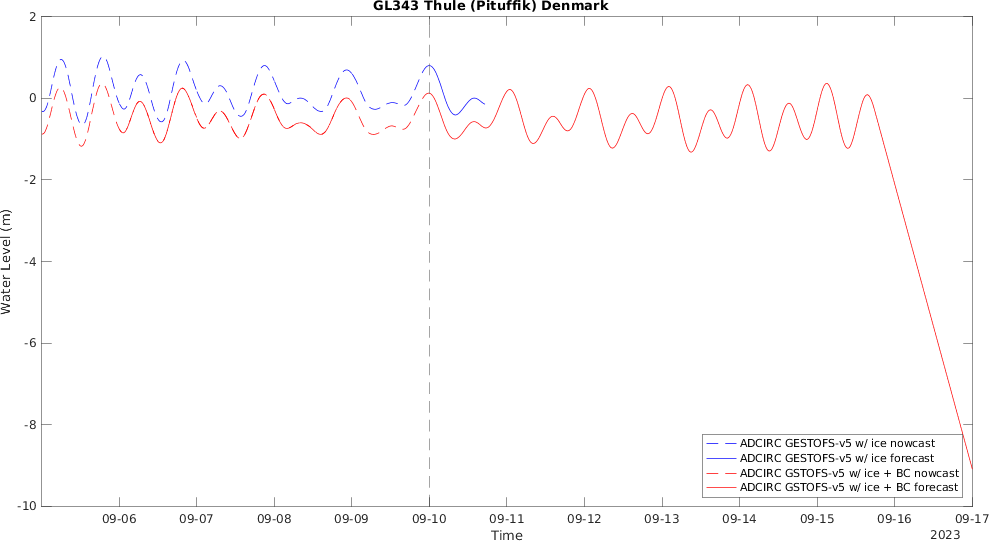 GL343 Thule (Pituffik) Denmark
2
0
-2
-4
-6
-8
-10
Water Level (m)
ADCIRC GESTOFS-v5 w/ ice nowcast
ADCIRC GESTOFS-v5 w/ ice forecast
ADCIRC GSTOFS-v5 w/ ice + BC nowcast
ADCIRC GSTOFS-v5 w/ ice + BC forecast
09-06 09-07 09-08 09-09 09-10 09-11 09-12 09-13 09-14 09-15 09-16 09-17
Time
2023